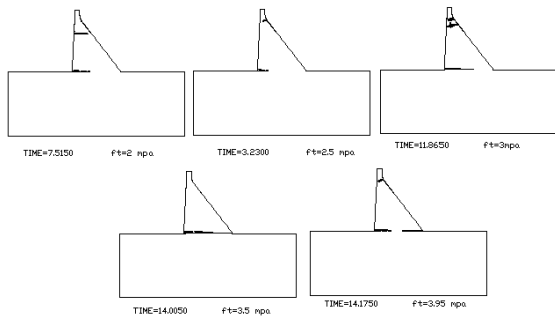 TIME=7.5150 ft=2 mpa
TIME=3.2300 ft=2.5 mpa
TIME=11.8650 ft=3mpa
TIME=14.0050 ft=3.5 mpa
TIME=14.1750 ft=3.95 mpa